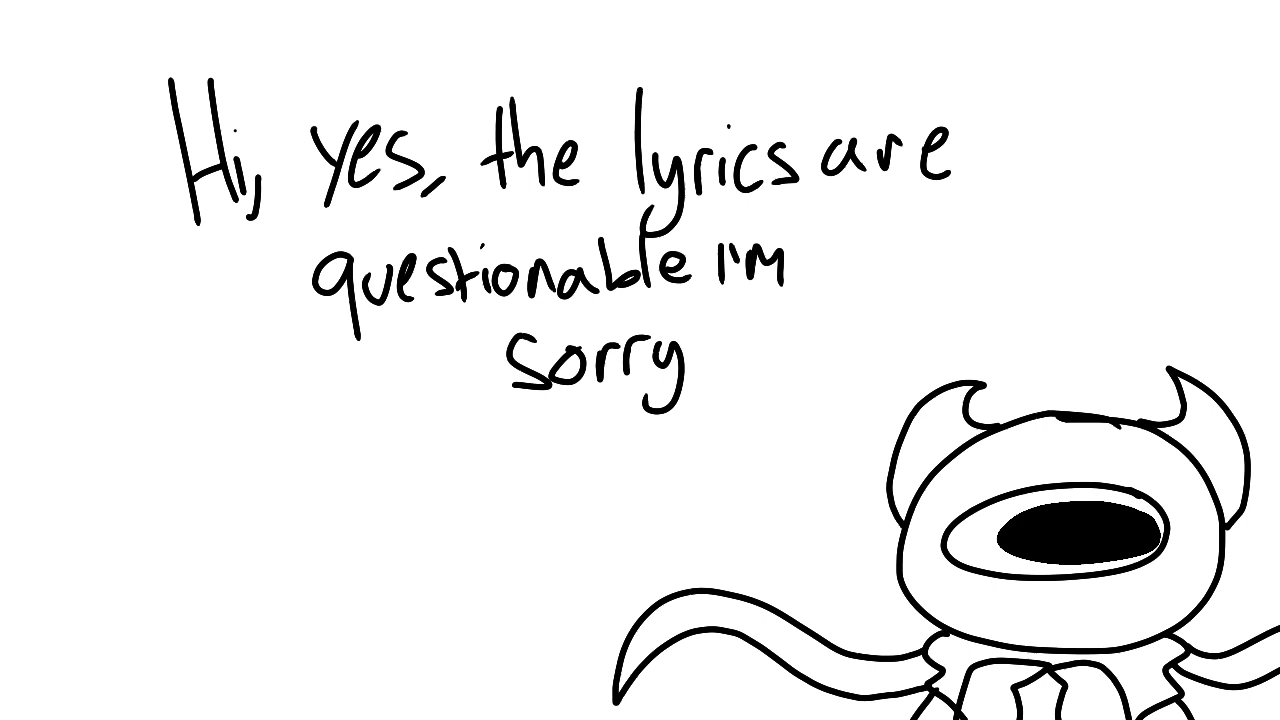 Hi, yes, the lyrics are
questionable I'm
sorry